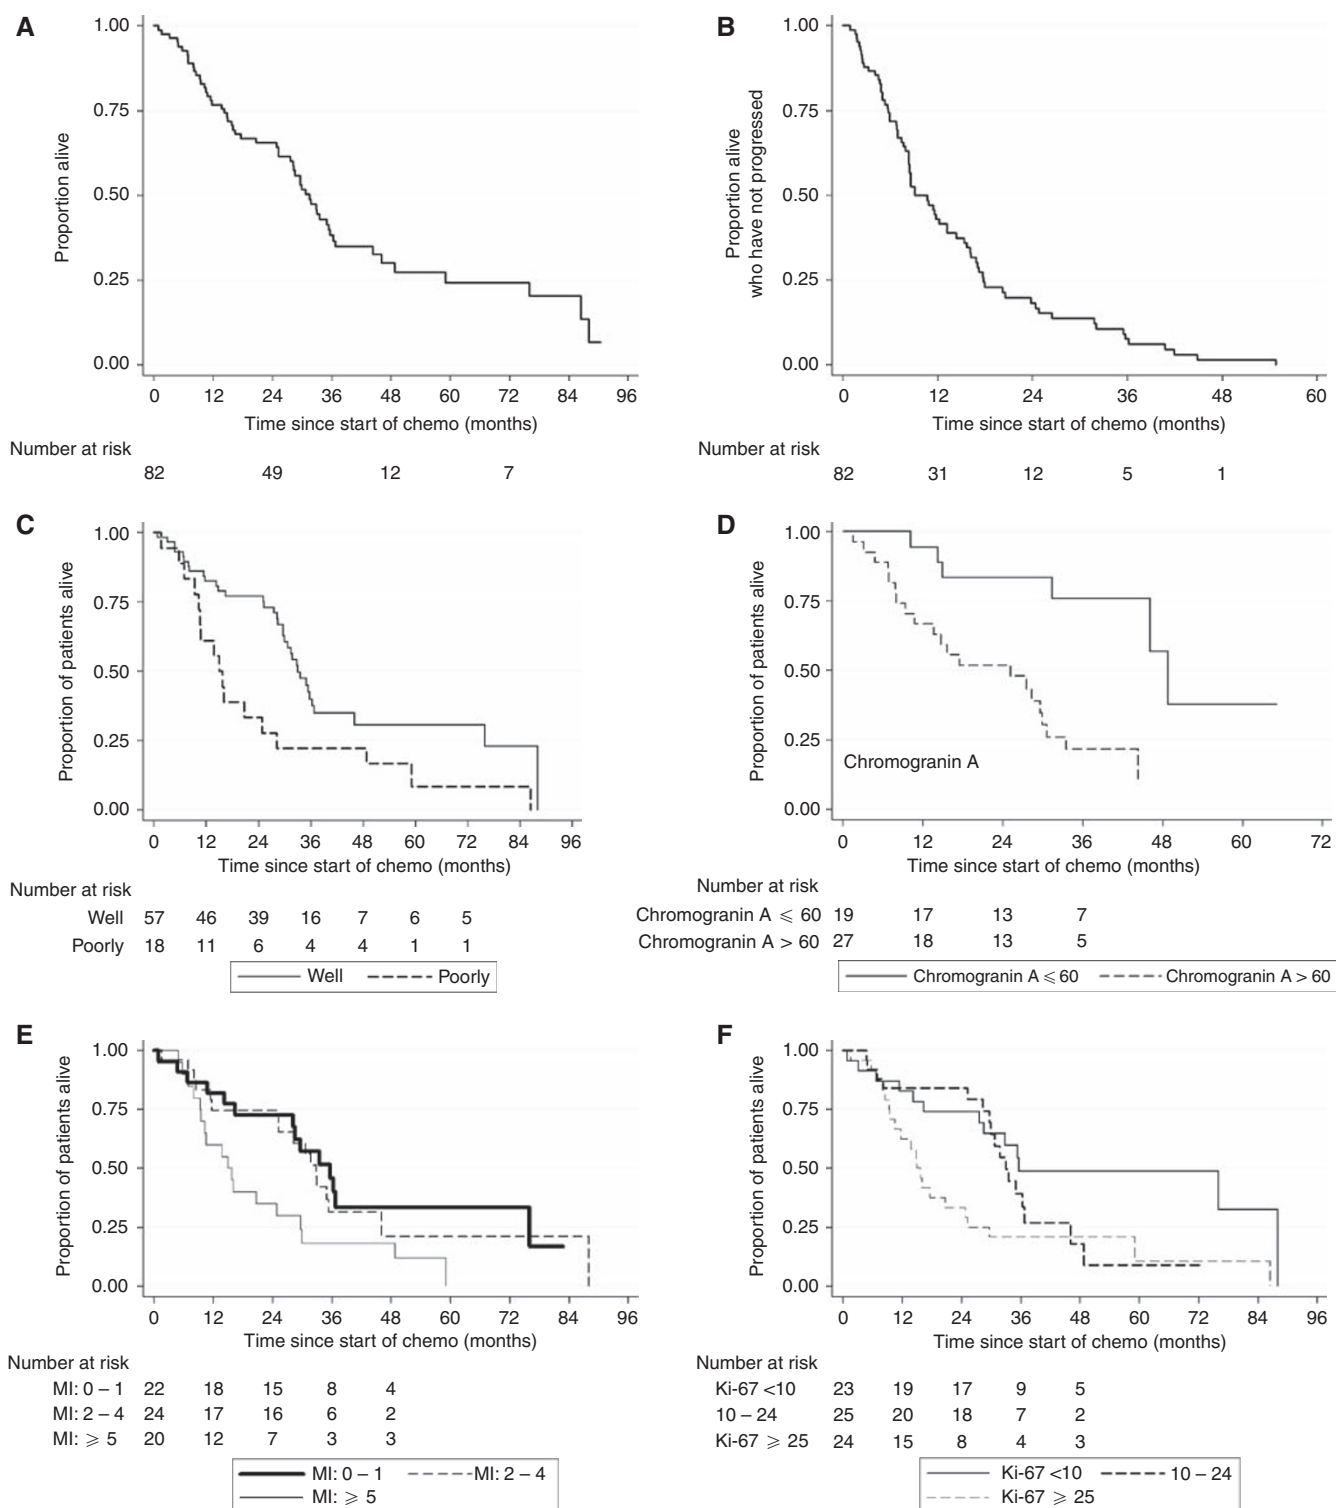 A
Proportion alive
1.00
0.75
0.50
0.25
0.00
0 12 24 36 48 60 72 84 96
Time since start of chemo (months)
Number at risk
82 49 12 7
B
Proportion alive
who have not progressed
1.00
0.75
0.50
0.25
0.00
0 12 24 36 48 60
Time since start of chemo (months)
Number at risk
82 31 12 5 1
C
Proportion of patients alive
1.00
0.75
0.50
0.25
0.00
0 12 24 36 48 60 72 84 96
Time since start of chemo (months)
Number at risk
Well 57 46 39 16 7 6 5
Poorly 18 11 6 4 4 1 1
Well Poorly
D
Proportion of patients alive
1.00
0.75
0.50
0.25
0.00
Chromogranin A
0 12 24 36 48 60 72
Time since start of chemo (months)
Number at risk
Chromogranin A ⩽ 60 19 17 13 7
Chromogranin A > 60 27 18 13 5
Chromogranin A ⩽ 60 Chromogranin A > 60
E
Proportion of patients alive
1.00
0.75
0.50
0.25
0.00
0 12 24 36 48 60 72 84 96
Time since start of chemo (months)
Number at risk
MI: 0 – 1 22 18 15 8 4
MI: 2 – 4 24 17 16 6 2
MI: ⩾ 5 20 12 7 3 3
MI: 0 – 1 MI: 2 – 4
MI: ⩾ 5
F
Proportion of patients alive
1.00
0.75
0.50
0.25
0.00
0 12 24 36 48 60 72 84 96
Time since start of chemo (months)
Number at risk
Ki-67 <10 23 19 17 9 5
10 – 24 25 20 18 7 2
Ki-67 ⩾ 25 24 15 8 4 3
Ki-67 <10 10 – 24
Ki-67 ⩾ 25